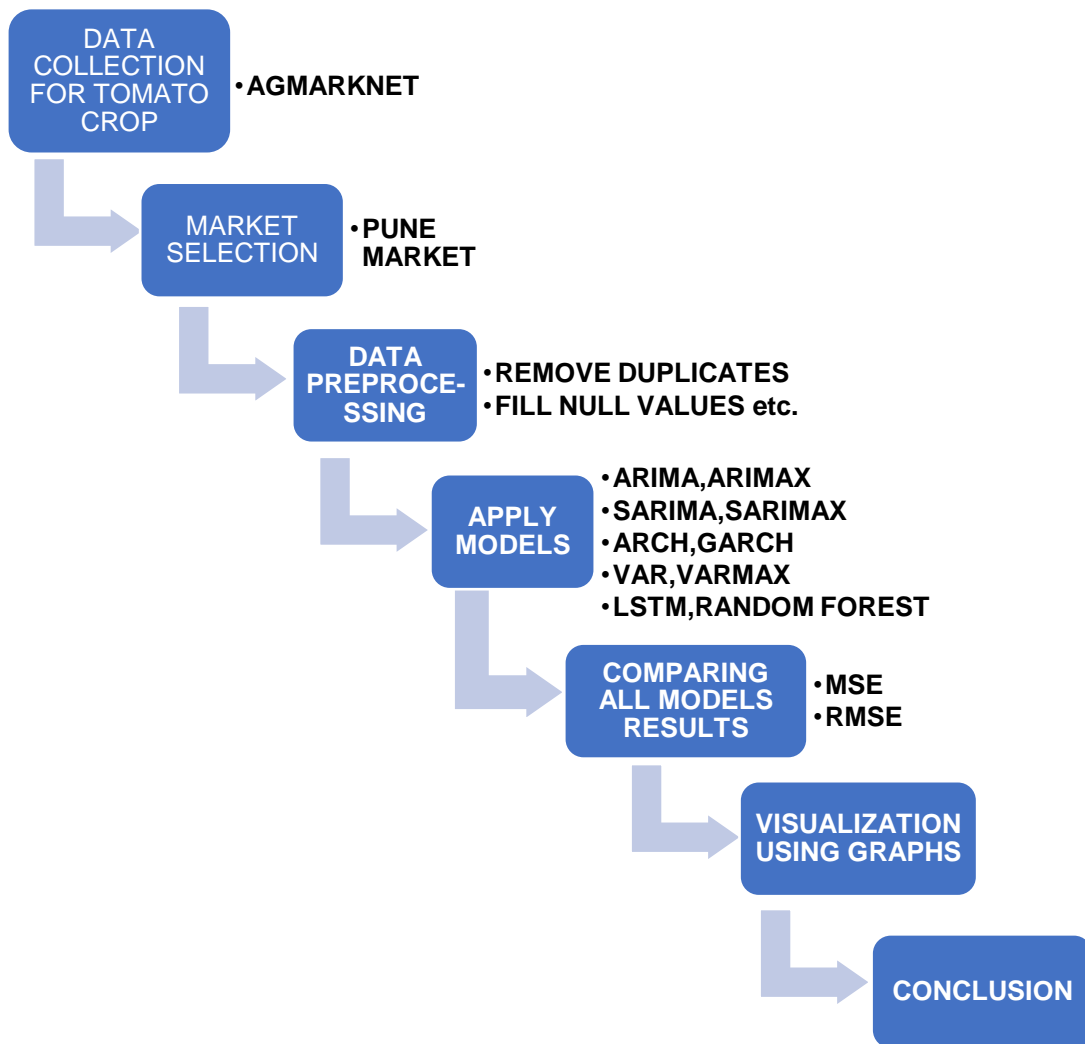 DATA
COLLECTION
FOR TOMATO
CROP
•AGMARKNET
MARKET
SELECTION
•PUNE
MARKET
DATA
PREPROCE-
SSING
•REMOVE DUPLICATES
•FILL NULL VALUES etc.
APPLY
MODELS
•ARIMA,ARIMAX
•SARIMA,SARIMAX
•ARCH,GARCH
•VAR,VARMAX
•LSTM,RANDOM FOREST
COMPARING
ALL MODELS
RESULTS
•MSE
•RMSE
VISUALIZATION
USING GRAPHS
CONCLUSION